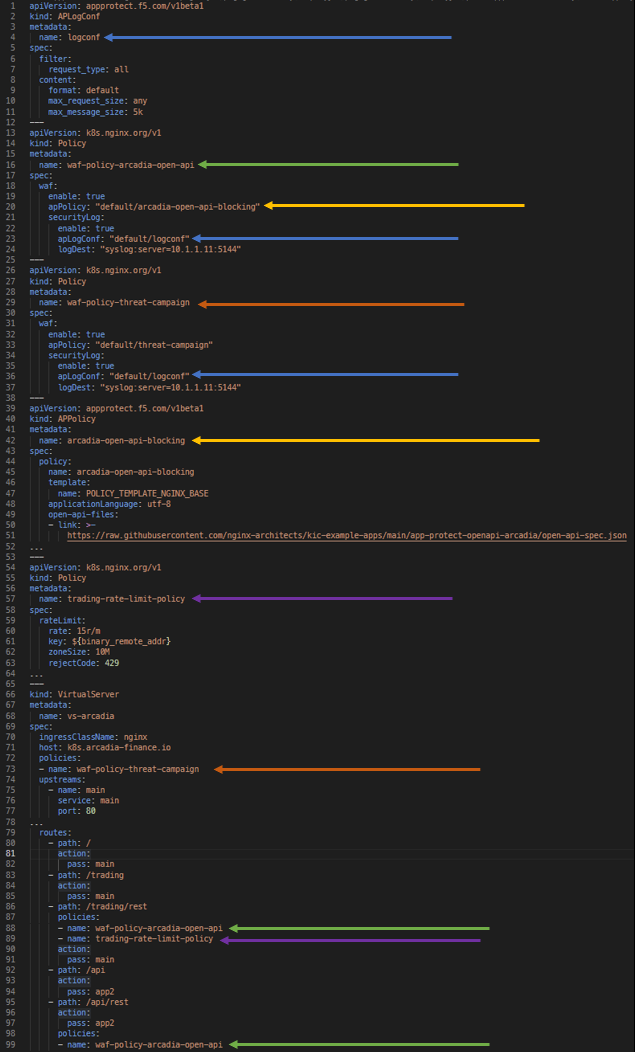 1 apiVersion: appprotect.f5.com/v1beta1
2 kind: APLogConf
3 metadata:
4   name: logconf
5 spec:
6   filter:
7     request_type: all
8   content:
9     format: default
10     max_request_size: any
11     max_message_size: 5k
12 ---
13 apiVersion: k8s.nginx.org/v1
14 kind: Policy
15 metadata:
16   name: waf-policy-arcadia-open-api
17 spec:
18   waf:
19     enable: true
20     apPolicy: "default/arcadia-open-api-blocking"
21     securityLog:
22       enable: true
23       apLogConf: "default/logconf"
24       logDest: "syslog:server=10.1.1.11:5144"
25 ---
26 apiVersion: k8s.nginx.org/v1
27 kind: Policy
28 metadata:
29   name: waf-policy-threat-campaign
30 spec:
31   waf:
32     enable: true
33     apPolicy: "default/threat-campaign"
34     securityLog:
35       enable: true
36       apLogConf: "default/logconf"
37       logDest: "syslog:server=10.1.1.11:5144"
38 ---
39 apiVersion: appprotect.f5.com/v1beta1
40 kind: APPolicy
41 metadata:
42   name: arcadia-open-api-blocking
43 spec:
44   policy:
45     name: arcadia-open-api-blocking
46     template:
47       name: POLICY_TEMPLATE_NGINX_BASE
48     applicationLanguage: utf-8
49     open-api-files:
50     - link: >-
51         https://raw.githubusercontent.com/nginx-architects/kic-example-apps/main/app-protect-openapi-arcadia/open-api-spec.json
52 ...
53 ---
54 apiVersion: k8s.nginx.org/v1
55 kind: Policy
56 metadata:
57   name: trading-rate-limit-policy
58 spec:
59   rateLimit:
60     rate: 15r/m
61     key: ${binary_remote_addr}
62     zoneSize: 10M
63     rejectCode: 429
64 ...
65 ---
66 kind: VirtualServer
67 metadata:
68   name: vs-arcadia
69 spec:
70   ingressClassName: nginx
71   host: k8s.arcadia-finance.io
72   policies:
73   - name: waf-policy-threat-campaign
74   upstreams:
75     - name: main
76       service: main
77       port: 80
78 ...
79   routes:
80     - path: /
81       action:
82         pass: main
83     - path: /trading
84       action:
85         pass: main
86     - path: /trading/rest
87       policies:
88       - name: waf-policy-arcadia-open-api
89       - name: trading-rate-limit-policy
90       action:
91         pass: main
92     - path: /api
93       action:
94         pass: app2
95     - path: /api/rest
96       action:
97         pass: app2
98       policies:
99       - name: waf-policy-arcadia-open-api